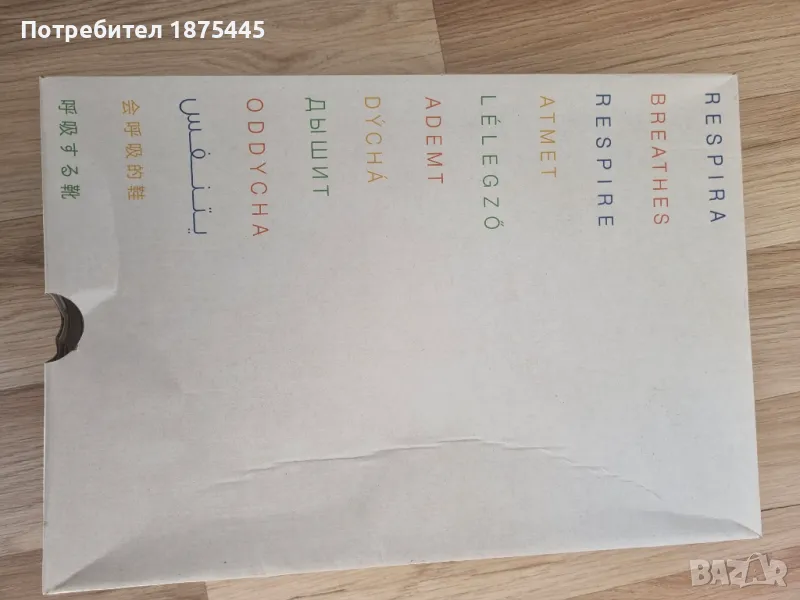 Потребител 1875445
RESPIRA
BREATHES
RESPIRE
ATMET
LÉLEGZŐ
ADEMT
DÝCHÁ
ДЫШИТ
ODDYCHA
يتنفس
会呼吸的鞋
呼吸する靴
BAZAR